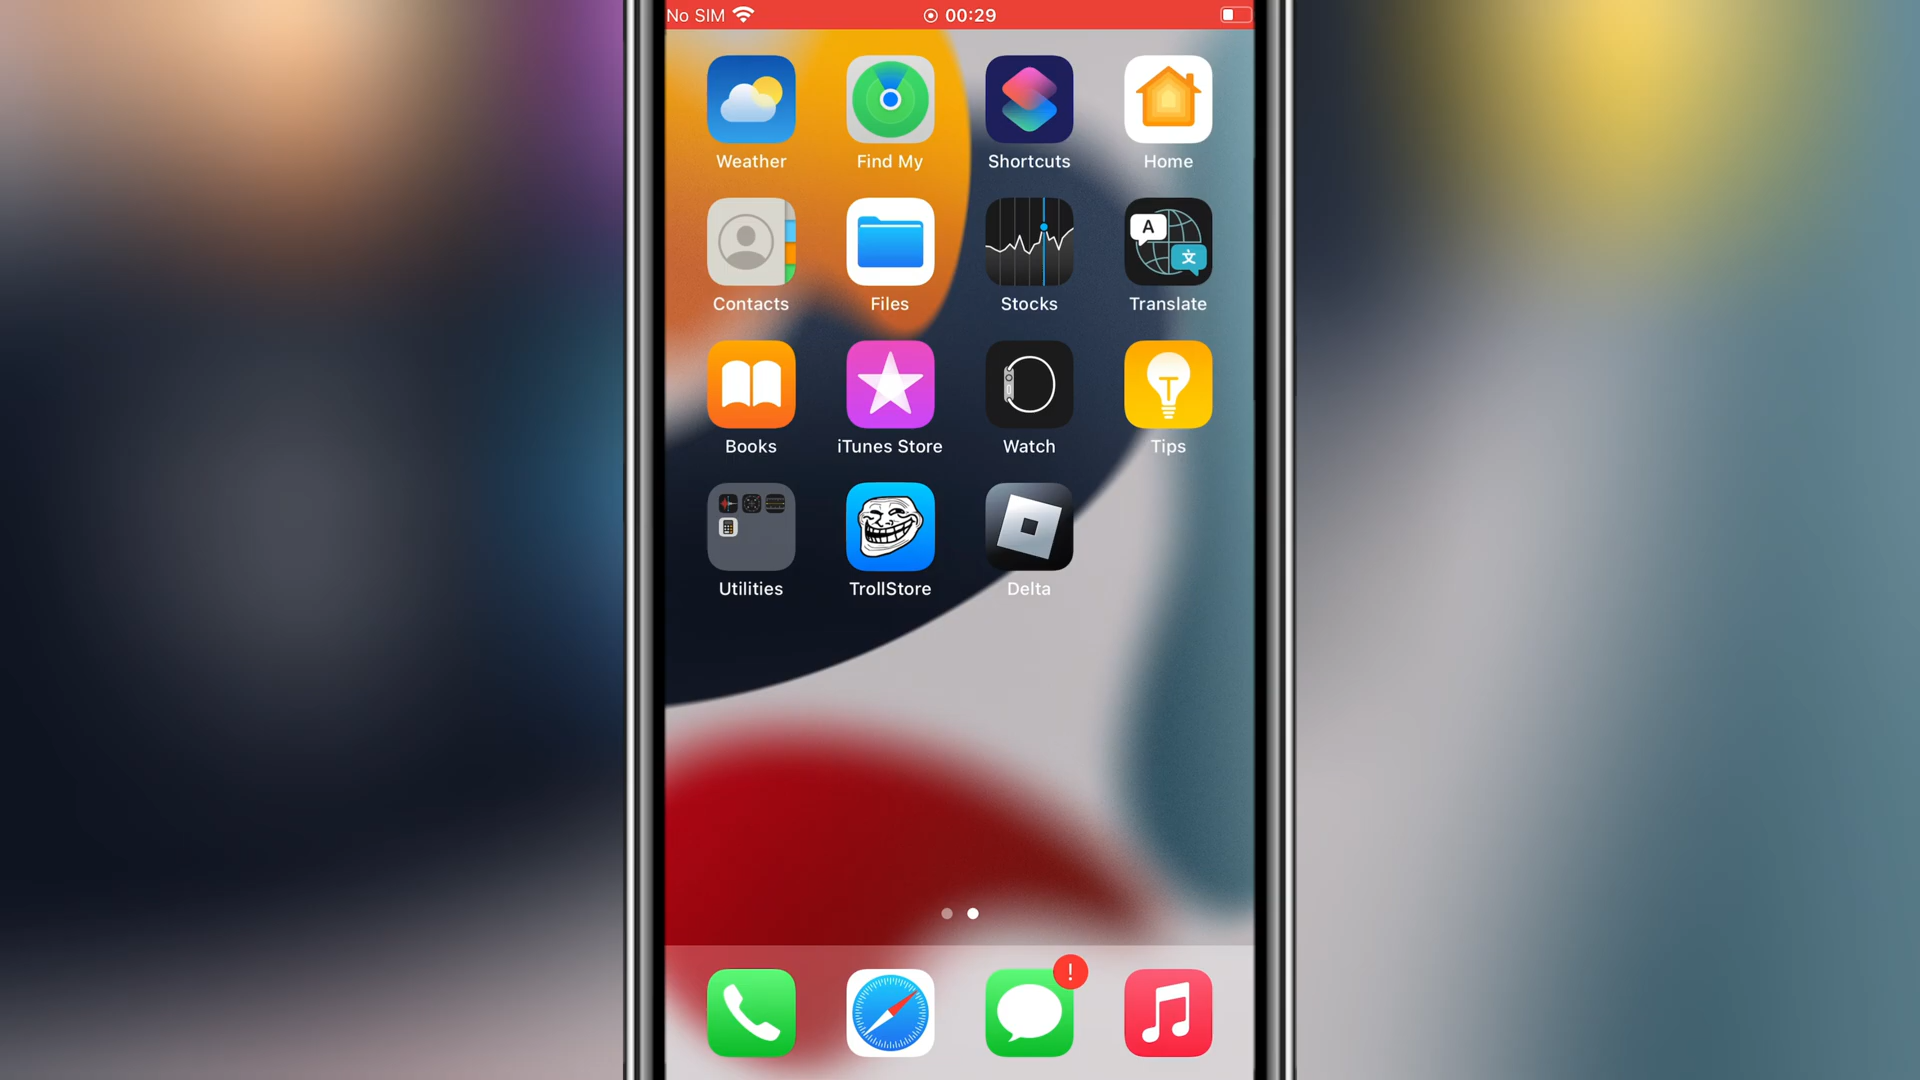 No SIM 00:29
Weather Find My Shortcuts Home
A
文
Contacts Files Stocks Translate
Books iTunes Store Watch Tips
Utilities TrollStore Delta
!